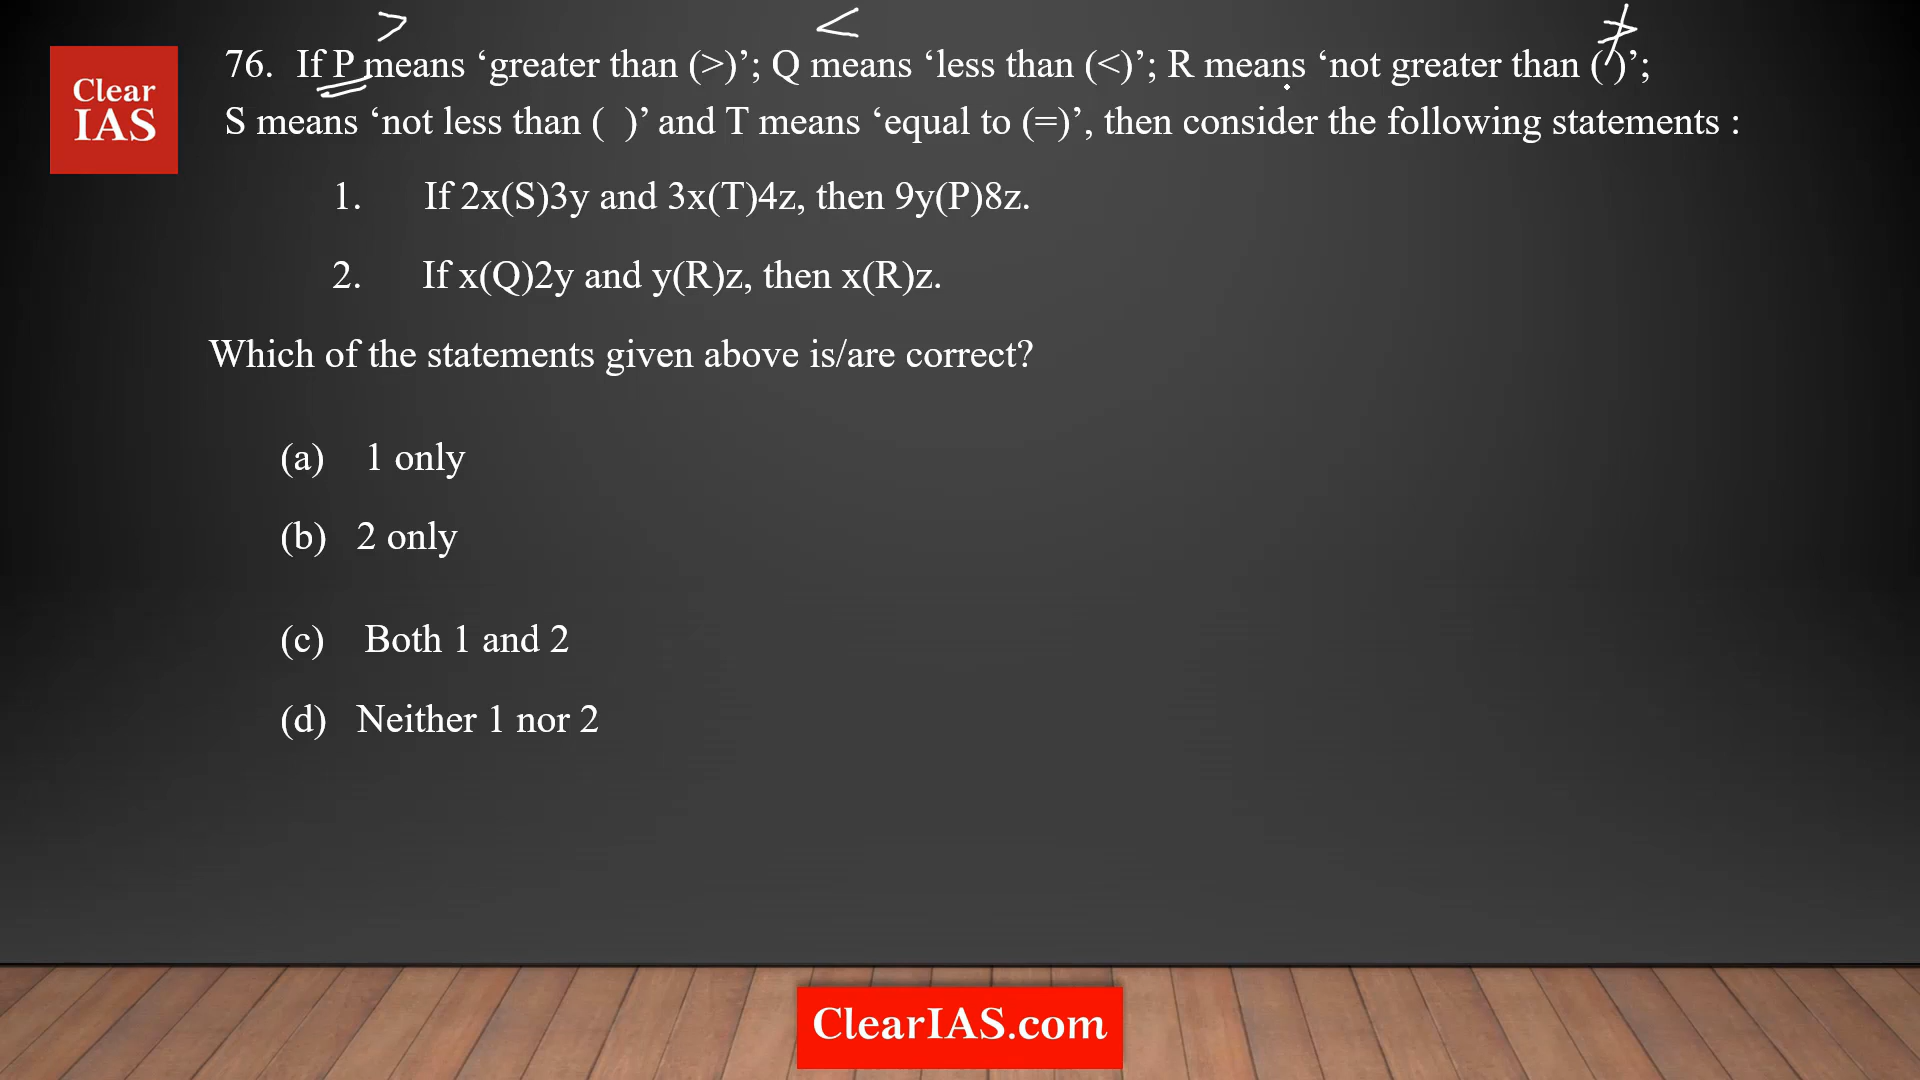 >
<
≯
Clear
IAS
76. If P means ‘greater than (>)’; Q means ‘less than (<)’; R means ‘not greater than ( )’;
S means ‘not less than ( )’ and T means ‘equal to (=)’, then consider the following statements :
1. If 2x(S)3y and 3x(T)4z, then 9y(P)8z.
2. If x(Q)2y and y(R)z, then x(R)z.
Which of the statements given above is/are correct?
(a) 1 only
(b) 2 only
(c) Both 1 and 2
(d) Neither 1 nor 2
ClearIAS.com